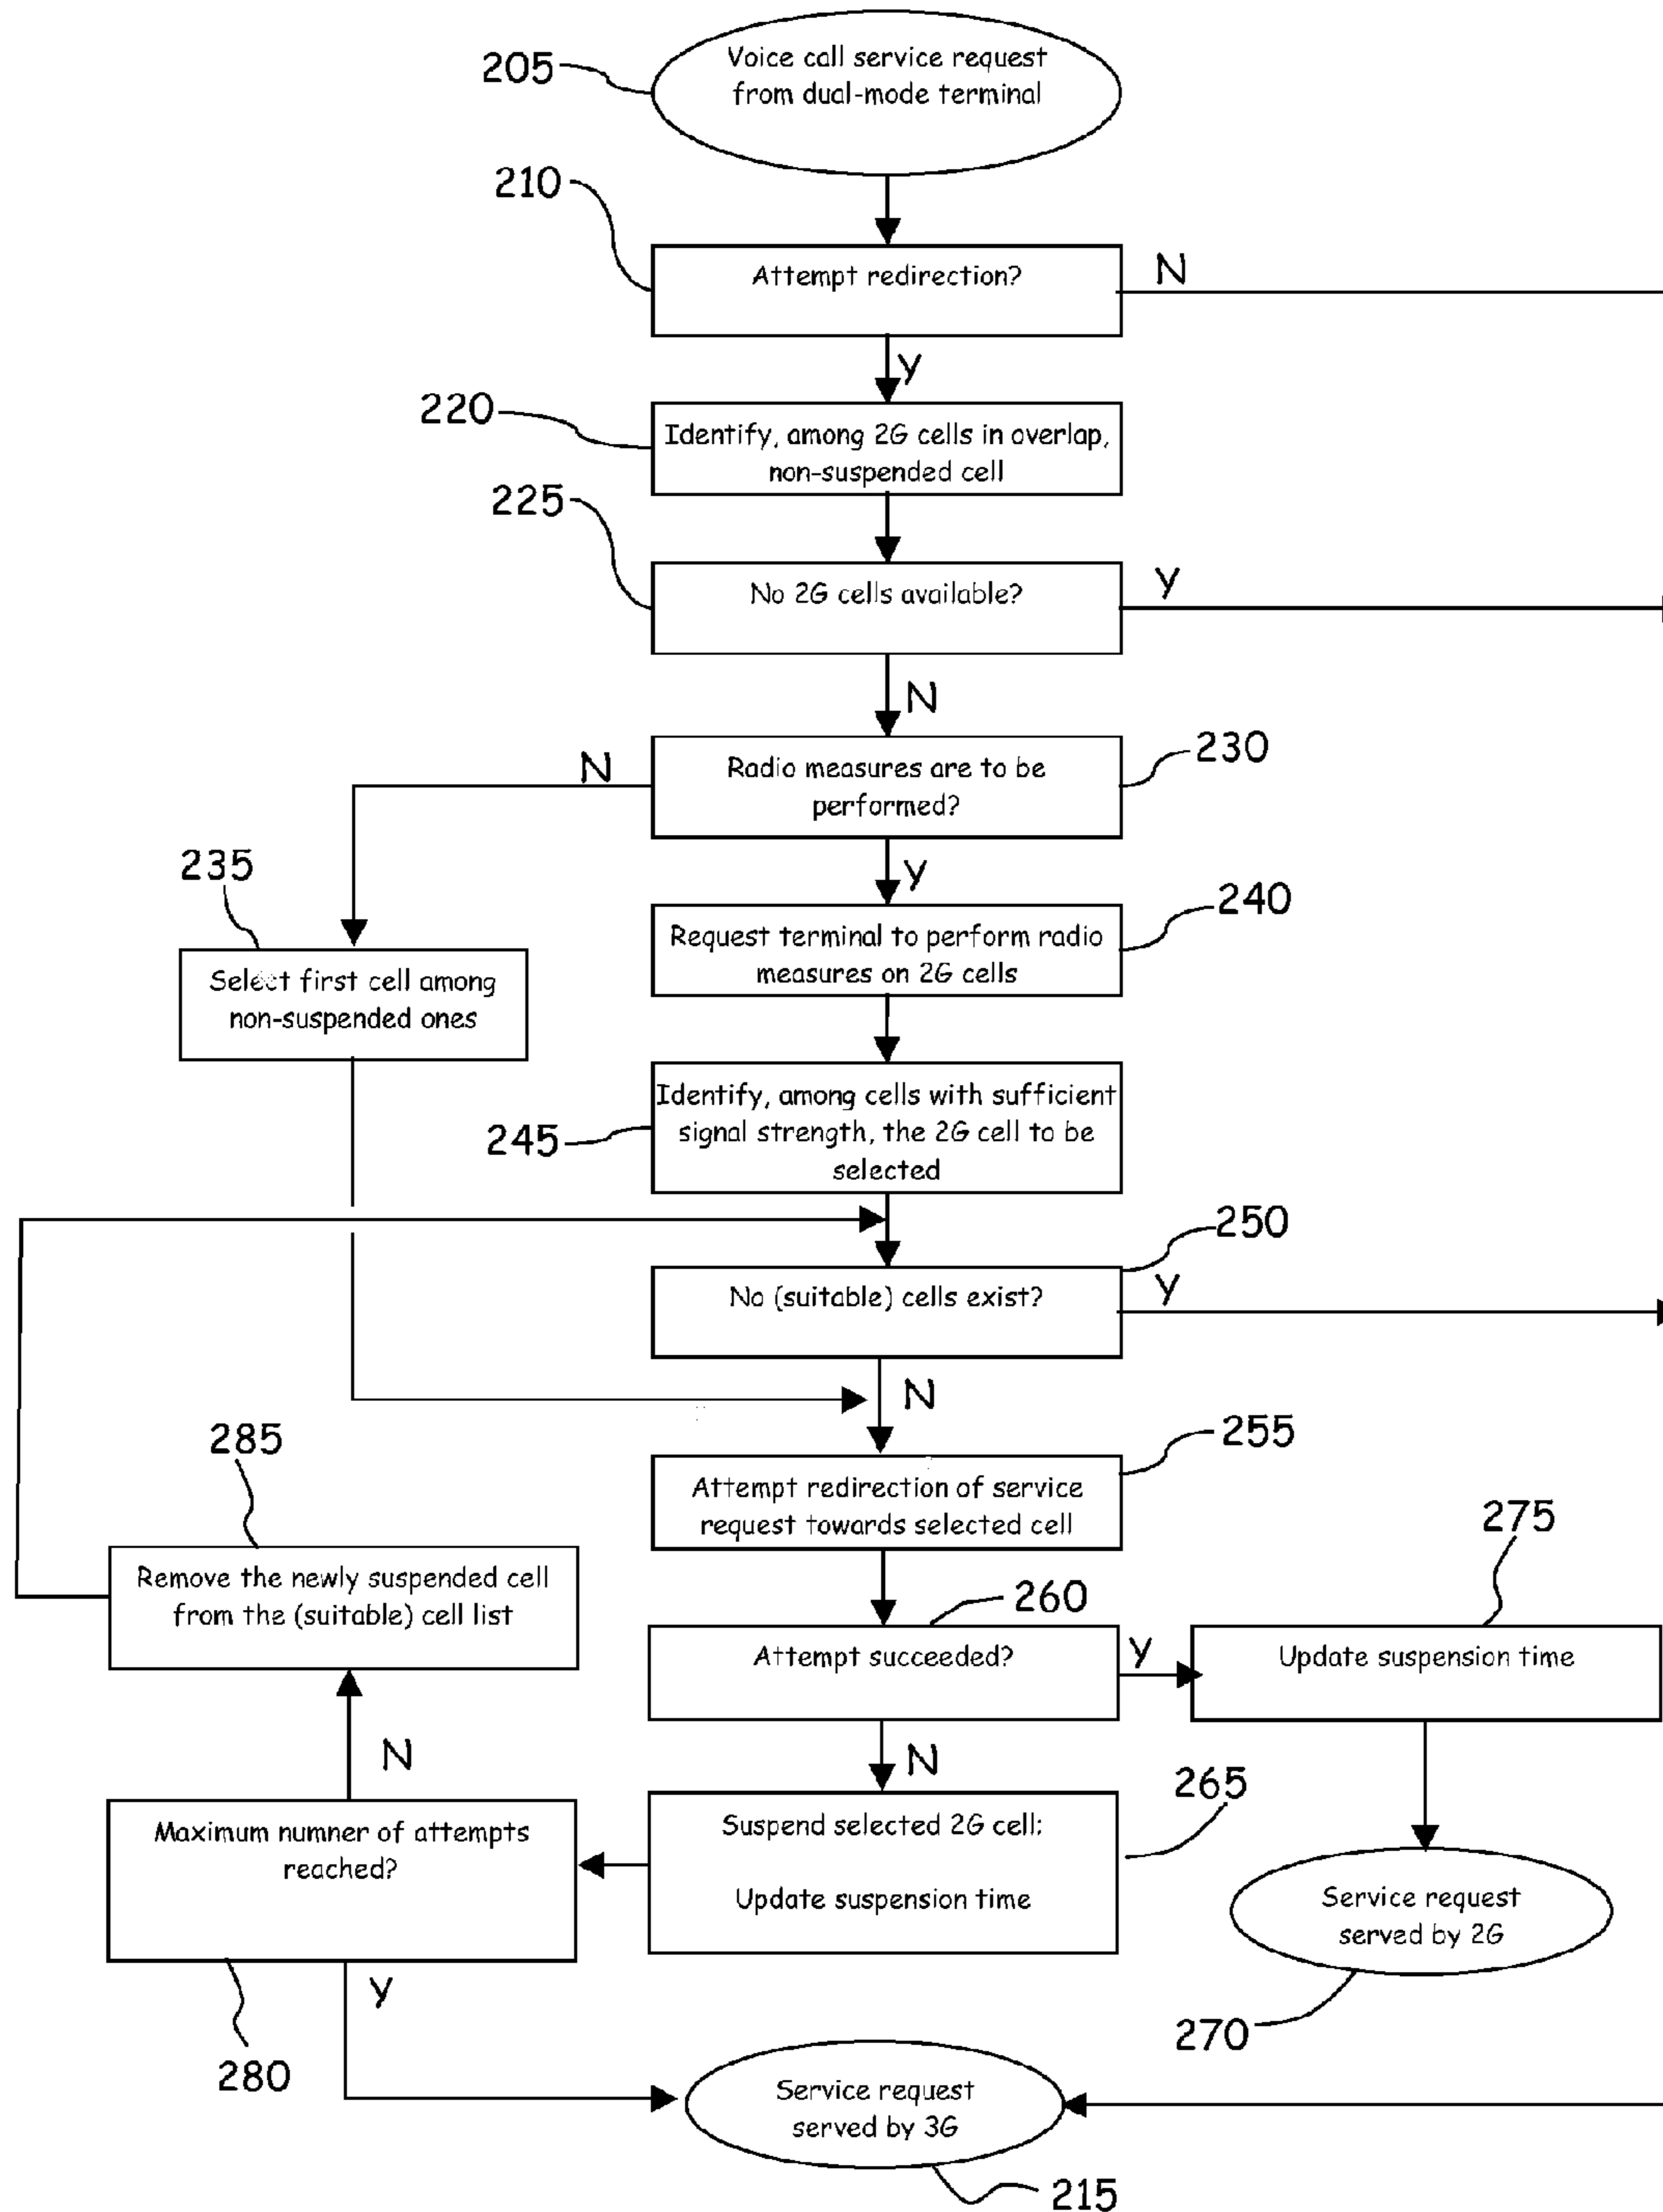 205
Voice call service request
from dual-mode terminal
210
Attempt redirection?
N
Y
220
Identify, among 2G cells in overlap,
non-suspended cell
225
No 2G cells available?
Y
N
230
Radio measures are to be
performed?
N
Y
235
Select first cell among
non-suspended ones
240
Request terminal to perform radio
measures on 2G cells
245
Identify, among cells with sufficient
signal strength, the 2G cell to be
selected
250
No (suitable) cells exist?
Y
N
255
Attempt redirection of service
request towards selected cell
285
Remove the newly suspended cell
from the (suitable) cell list
260
Attempt succeeded?
Y
275
Update suspension time
N
N
265
Suspend selected 2G cell;
Update suspension time
Maximum numner of attempts
reached?
280
Y
Service request
served by 2G
270
Service request
served by 3G
215